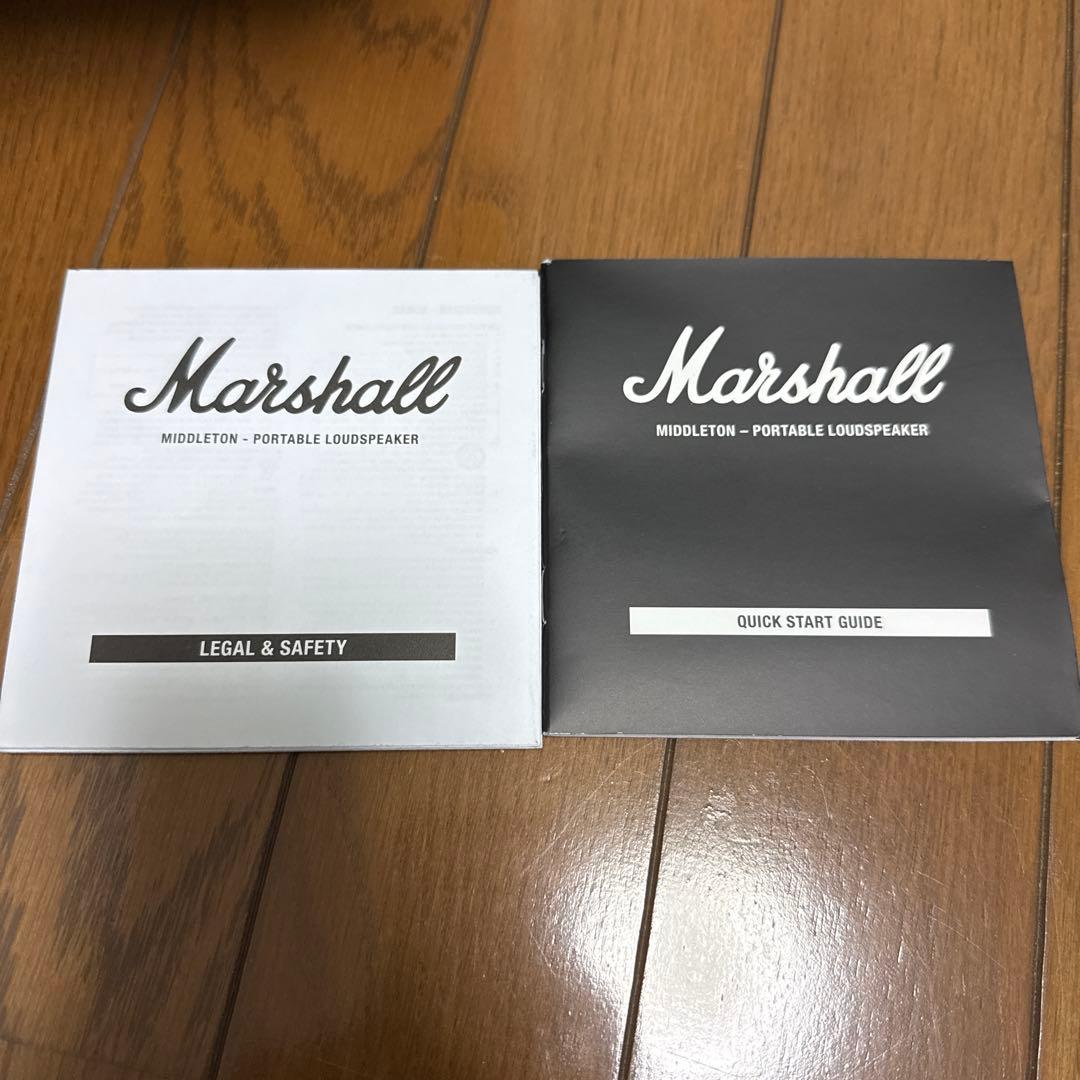 Marshall
MIDDLETON - PORTABLE LOUDSPEAKER
LEGAL & SAFETY
Marshall
MIDDLETON – PORTABLE LOUDSPEAKER
QUICK START GUIDE